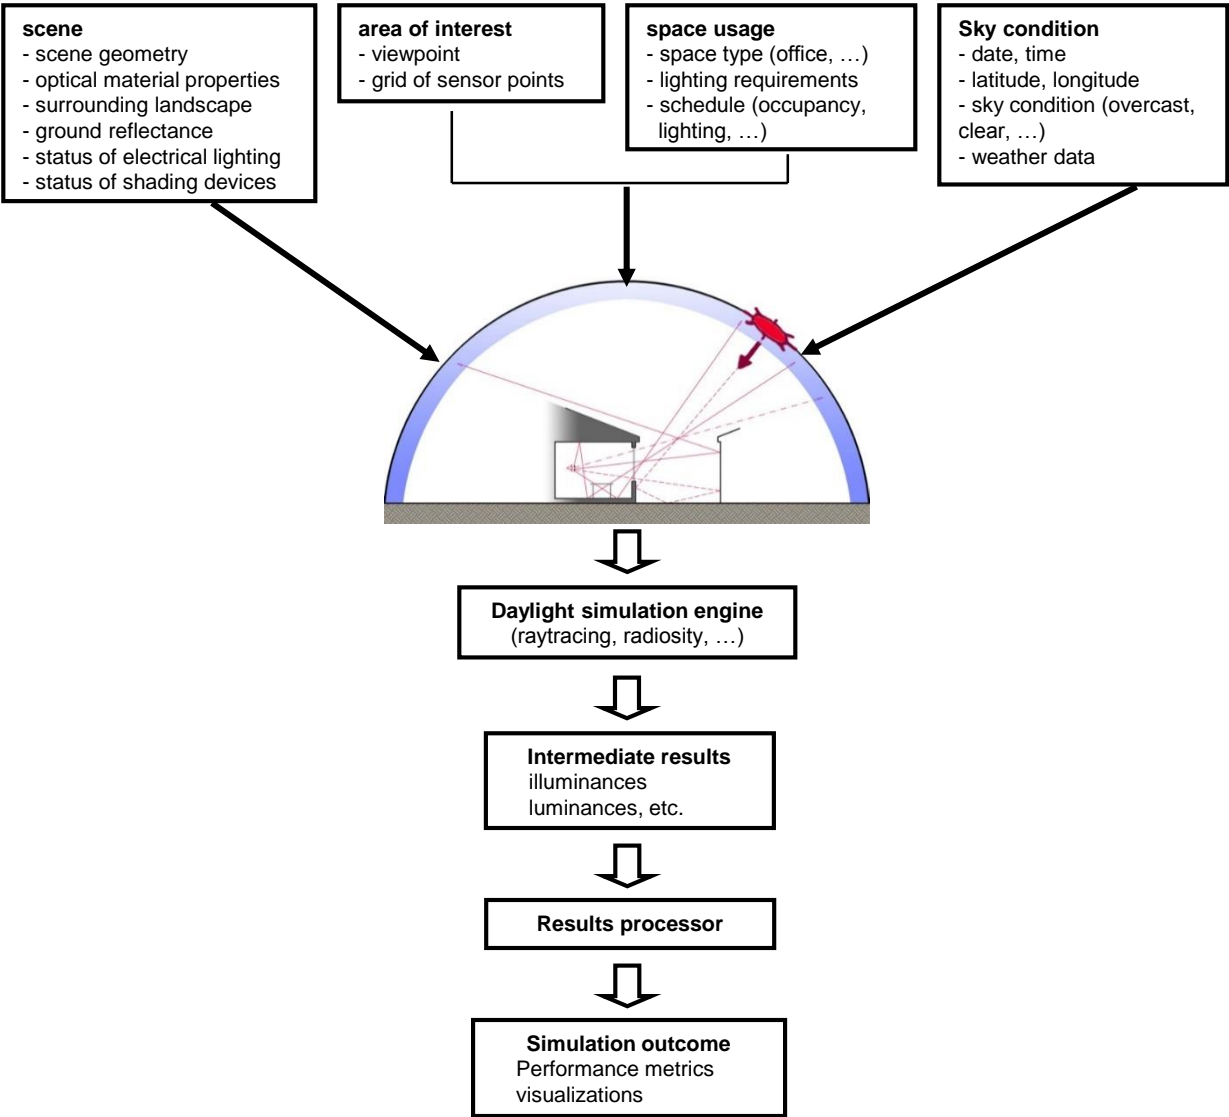 scene
- scene geometry
- optical material properties
- surrounding landscape
- ground reflectance
- status of electrical lighting
- status of shading devices
area of interest
- viewpoint
- grid of sensor points
space usage
- space type (office, …)
- lighting requirements
- schedule (occupancy,
lighting, …)
Sky condition
- date, time
- latitude, longitude
- sky condition (overcast,
clear, …)
- weather data
Daylight simulation engine
(raytracing, radiosity, …)
Intermediate results
illuminances
luminances, etc.
Results processor
Simulation outcome
Performance metrics
visualizations